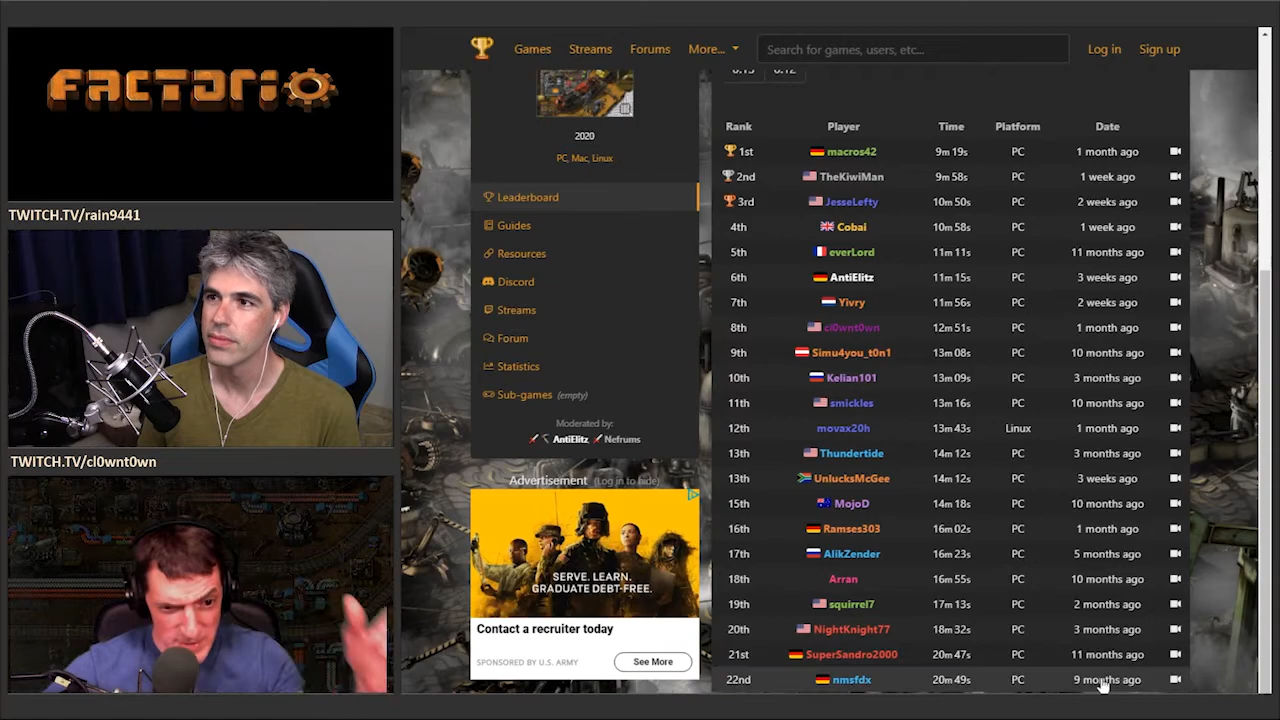 FACTORIO
TWITCH.TV/rain9441
TWITCH.TV/cl0wnt0wn
Games Streams Forums More... Search for games, users, etc... Log in Sign up
2020
PC, Mac, Linux
Leaderboard
Guides
Resources
Discord
Streams
Forum
Statistics
Sub-games (empty)
Moderated by:
AntiElitz, Nefrums
Advertisement (Log in to hide)
SERVE. LEARN.
GRADUATE DEBT-FREE.
Contact a recruiter today
SPONSORED BY U.S. ARMY See More
0.13 0.12
Rank Player Time Platform Date
1st macros42 9m 19s PC 1 month ago
2nd TheKiwiMan 9m 58s PC 1 week ago
3rd JesseLefty 10m 50s PC 2 weeks ago
4th Cobai 10m 58s PC 1 week ago
5th everLord 11m 11s PC 11 months ago
6th AntiElitz 11m 15s PC 3 weeks ago
7th Yivry 11m 56s PC 2 weeks ago
8th cl0wnt0wn 12m 51s PC 1 month ago
9th Simu4you_t0n1 13m 08s PC 10 months ago
10th Kelian101 13m 09s PC 3 months ago
11th smickles 13m 16s PC 10 months ago
12th movax20h 13m 43s Linux 1 month ago
13th Thundertide 14m 12s PC 3 months ago
13th UnlucksMcGee 14m 12s PC 3 weeks ago
15th MojoD 14m 18s PC 10 months ago
16th Ramses303 16m 02s PC 1 month ago
17th AlikZender 16m 23s PC 5 months ago
18th Arran 16m 55s PC 10 months ago
19th squirrel7 17m 13s PC 2 months ago
20th NightKnight77 18m 32s PC 3 months ago
21st SuperSandro2000 20m 47s PC 11 months ago
22nd nmsfdx 20m 49s PC 9 months ago